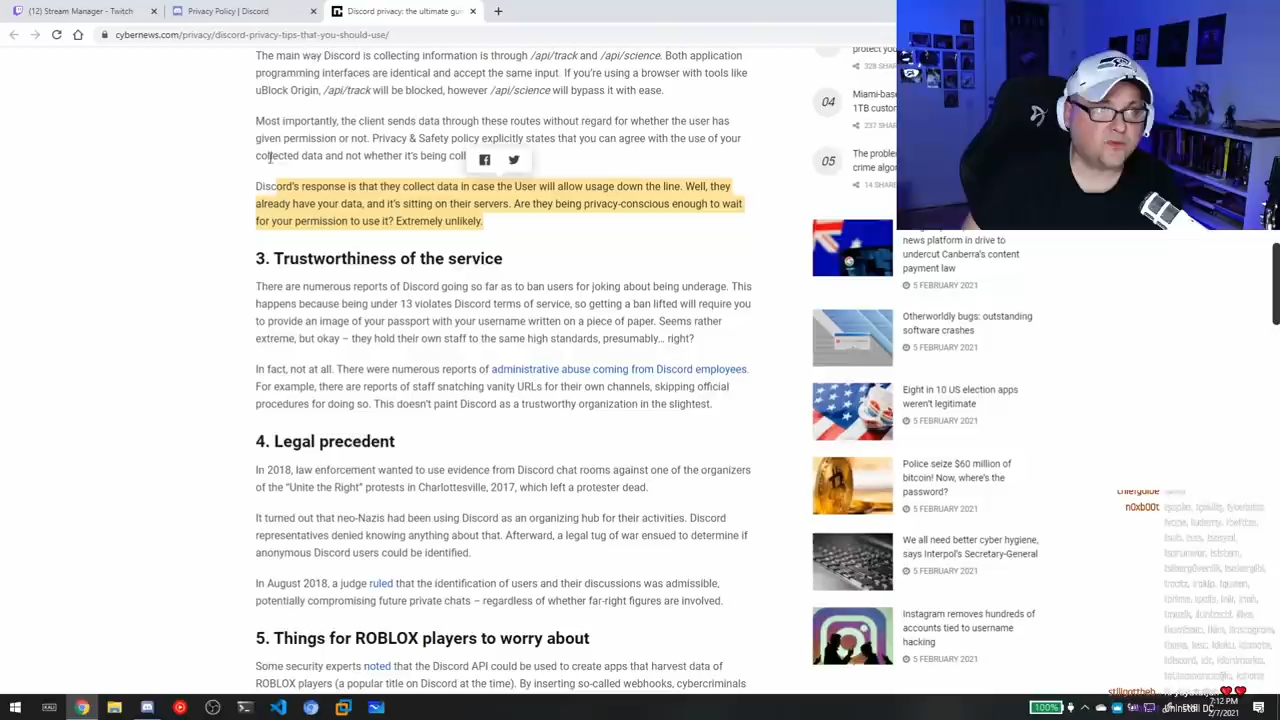 (12) Stream Manager - Twitch
Privacy Policy | Discord
Discord privacy: the ultimate gu
cybernews.com/privacy/discord-privacy-tips-that-you-should-use/
The main way Discord is collecting information is through /api/track and /api/science. Both application
programming interfaces are identical and accept the same input. If you're using a browser with tools like
uBlock Origin, /api/track will be blocked, however /api/science will bypass it with ease.
Most importantly, the client sends data through these routes without regard for whether the user has
given permission or not. Privacy & Safety policy explicitly states that you can agree with the use of your
collected data and not whether it's being coll
Discord's response is that they collect data in case the User will allow usage down the line. Well, they
already have your data, and it's sitting on their servers. Are they being privacy-conscious enough to wait
for your permission to use it? Extremely unlikely.
3. Trustworthiness of the service
There are numerous reports of Discord going so far as to ban users for joking about being underage. This
happens because being under 13 violates Discord terms of service, so getting a ban lifted will require you
to provide an image of your passport with your username written on a piece of paper. Seems rather
extreme, but okay – they hold their own staff to the same high standards, presumably... right?
In fact, not at all. There were numerous reports of administrative abuse coming from Discord employees.
For example, there are reports of staff snatching vanity URLs for their own channels, skipping official
procedures for doing so. This doesn't paint Discord as a trustworthy organization in the slightest.
4. Legal precedent
In 2018, law enforcement wanted to use evidence from Discord chat rooms against one of the organizers
of the "Unite the Right" protests in Charlottesville, 2017, which left a protester dead.
It turned out that neo-Nazis had been using Discord as an organizing hub for their activities. Discord
representatives denied knowing anything about that. Afterward, a legal tug of war ensued to determine if
anonymous Discord users could be identified.
In August 2018, a judge ruled that the identification of users and their discussions was admissible,
potentially compromising future private chats – regardless of whether far-right figures are involved.
5. Things for ROBLOX players to worry about
Some security experts noted that the Discord API could be used to create apps that harvest data of
ROBLOX players (a popular title on Discord at the time). By creating so-called webhooks, cybercriminals
protect you
328 SHAR
04
Miami-base
1TB custom
237 SHAR
05
The proble
crime algor
14 SHARE
news platform in drive to
undercut Canberra's content
payment law
5 FEBRUARY 2021
Otherworldly bugs: outstanding
software crashes
5 FEBRUARY 2021
Eight in 10 US election apps
weren't legitimate
5 FEBRUARY 2021
Police seize $60 million of
bitcoin! Now, where's the
password?
5 FEBRUARY 2021
We all need better cyber hygiene,
says Interpol's Secretary-General
5 FEBRUARY 2021
Instagram removes hundreds of
accounts tied to username
hacking
5 FEBRUARY 2021
n0xb00t
100%
7:12 PM
2/7/2021